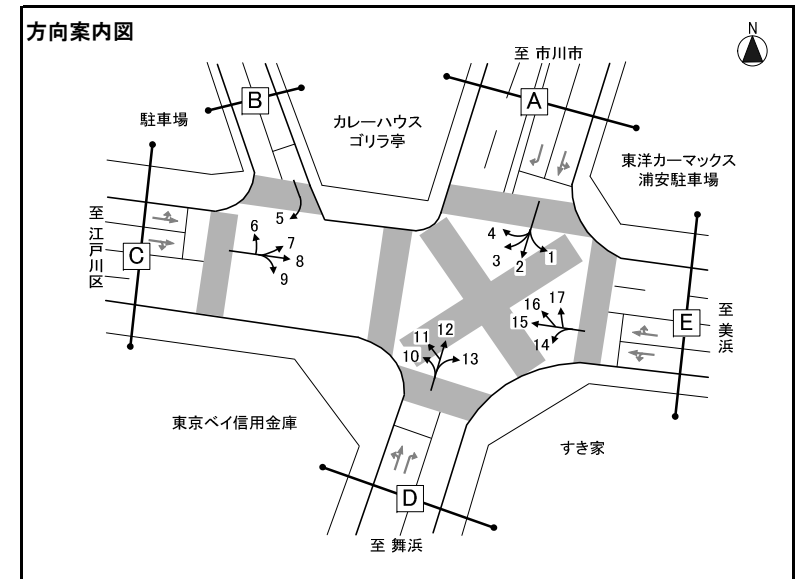 方向案内図
N
至 市川市
A
B
駐車場
カレーハウス
ゴリラ亭
東洋カーマックス
浦安駐車場
至江戸川区
C
5
6
7
8
9
4
3
2
1
16
17
15
14
E
至美浜
12
11
10
13
東京ベイ信用金庫
すき家
D
至 舞浜